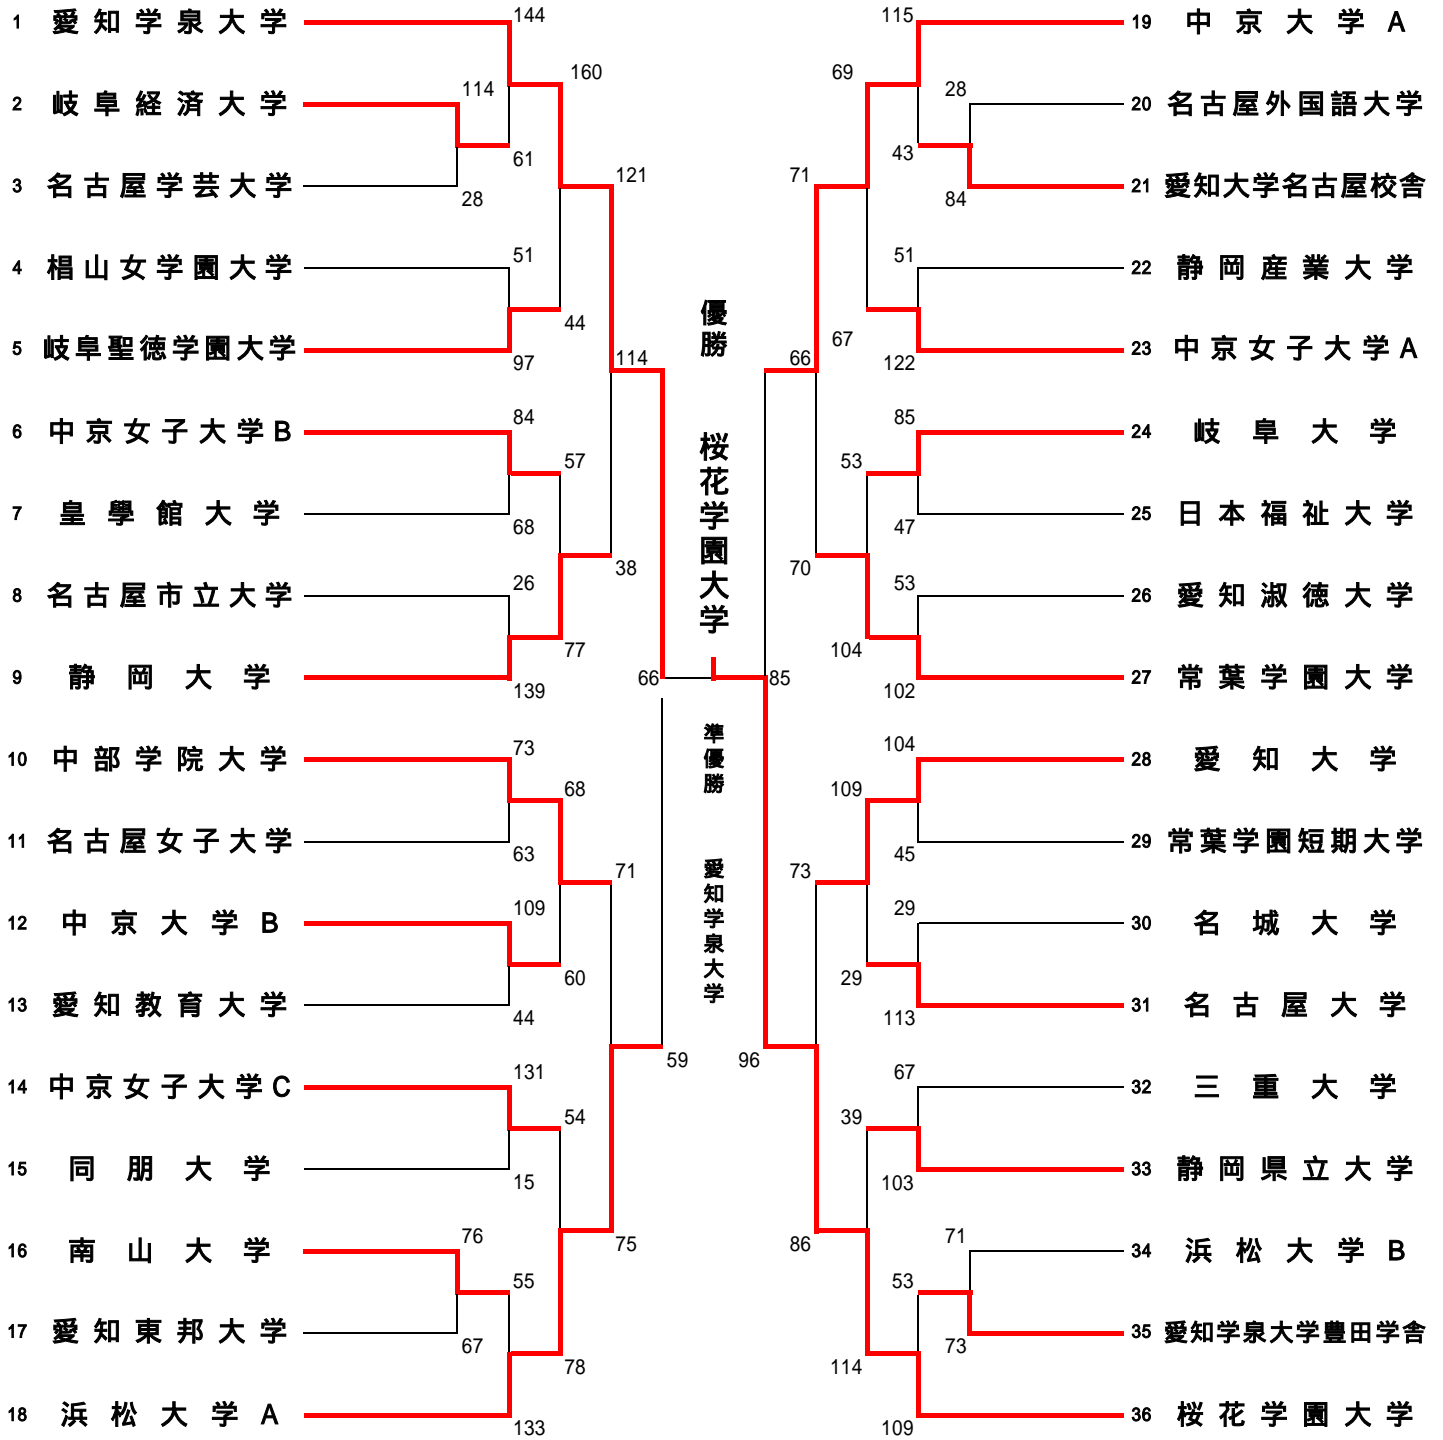 1 愛知学泉大学
2 岐阜経済大学
3 名古屋学芸大学
4 椙山女学園大学
5 岐阜聖徳学園大学
6 中京女子大学B
7 皇學館大学
8 名古屋市立大学
9 静岡大学
10 中部学院大学
11 名古屋女子大学
12 中京大学B
13 愛知教育大学
14 中京女子大学C
15 同朋大学
16 南山大学
17 愛知東邦大学
18 浜松大学A
144
114
61
28
51
97
84
68
26
139
73
63
109
44
131
15
76
55
67
133
160
44
57
77
68
60
54
78
121
38
71
75
114
59
66
優勝 桜花学園大学
準優勝 愛知学泉大学
85
66
96
71
70
73
86
69
67
53
104
109
29
39
114
115
28
43
84
51
122
85
47
53
102
104
45
29
113
67
103
71
53
73
109
19 中京大学A
20 名古屋外国語大学
21 愛知大学名古屋校舎
22 静岡産業大学
23 中京女子大学A
24 岐阜大学
25 日本福祉大学
26 愛知淑徳大学
27 常葉学園大学
28 愛知大学
29 常葉学園短期大学
30 名城大学
31 名古屋大学
32 三重大学
33 静岡県立大学
34 浜松大学B
35 愛知学泉大学豊田学舎
36 桜花学園大学